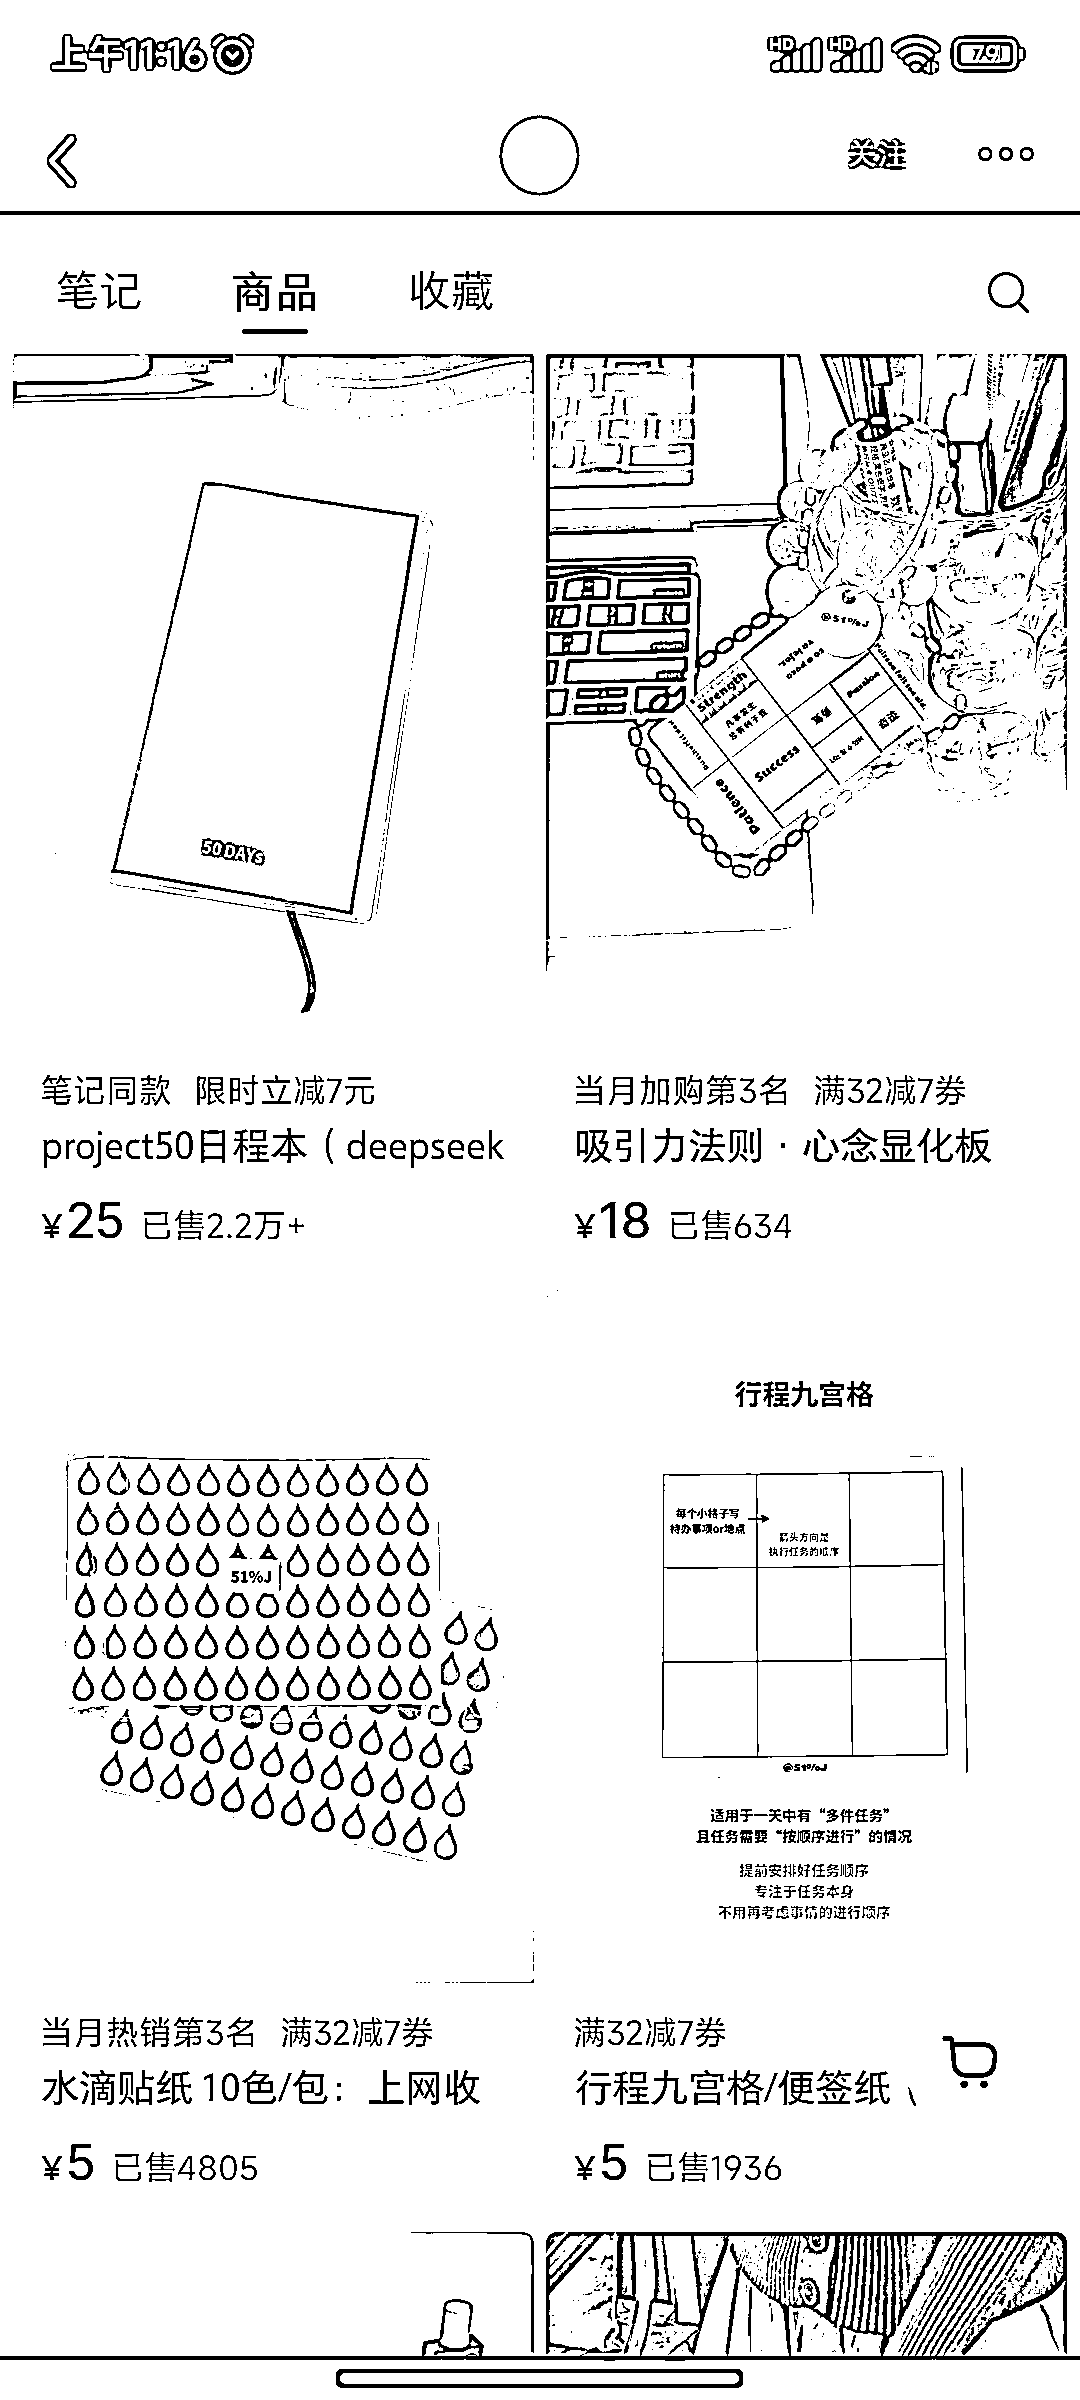 上午11:16
关注
笔记 商品 收藏
50DAYS
@51%J
Strength
Success
Passion
Patience
笔记同款 限时立减7元
project50日程本（deepseek
¥25 已售2.2万+
当月加购第3名 满32减7券
吸引力法则·心念显化板
¥18 已售634
51%J
行程九宫格
每个小格子写
待办事项or地点
箭头方向是
执行任务的顺序
@51%J
适用于一天中有“多件任务”
且任务需要“按顺序进行”的情况
提前安排好任务顺序
专注于任务本身
不用再考虑事情的进行顺序
当月热销第3名 满32减7券
水滴贴纸 10色/包：上网收
¥5 已售4805
满32减7券
行程九宫格/便签纸
¥5 已售1936